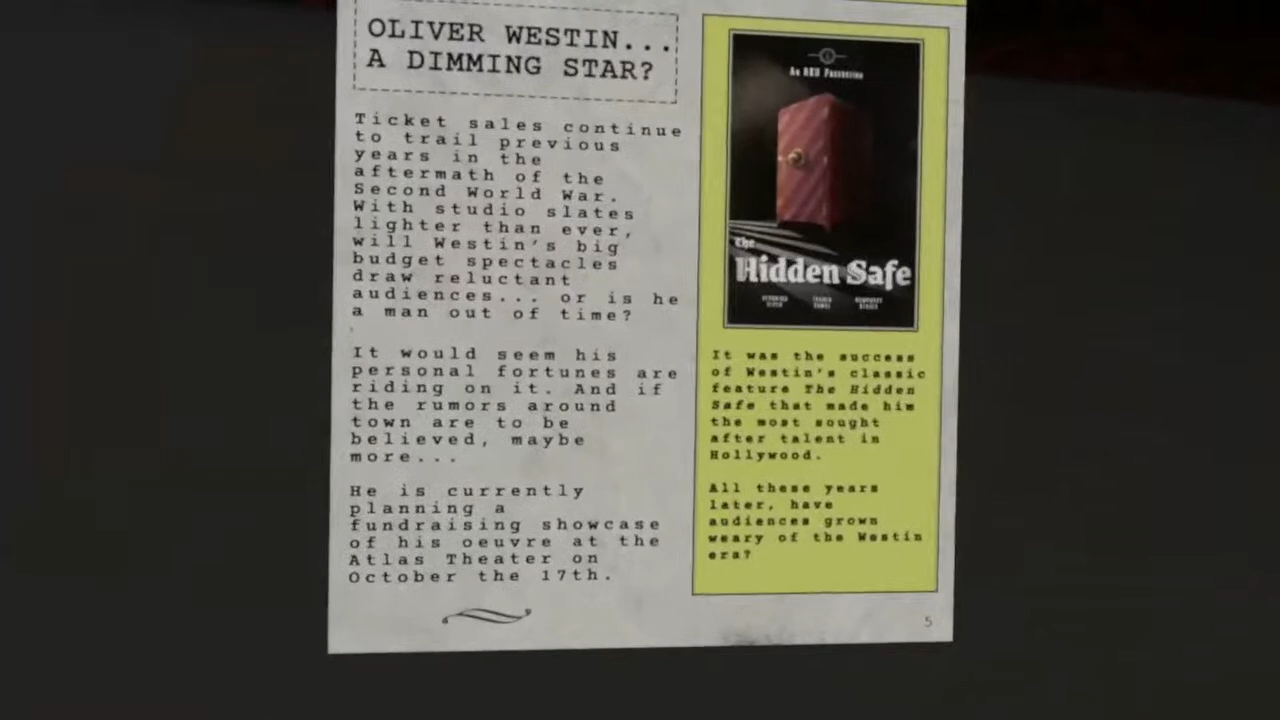 OLIVER WESTIN...
A DIMMING STAR?
Ticket sales continue
to trail previous
years in the
aftermath of the
Second World War.
With studio slates
lighter than ever,
will Westin's big
budget spectacles
draw reluctant
audiences... or is he
a man out of time?
It would seem his
personal fortunes are
riding on it. And if
the rumors around
town are to be
believed, maybe
more...
He is currently
planning a
fundraising showcase
of his oeuvre at the
Atlas Theater on
October the 17th.
The
Hidden Safe
It was the success
of Westin's classic
feature The Hidden
Safe that made him
the most sought
after talent in
Hollywood.
All these years
later, have
audiences grown
weary of the Westin
era?
5